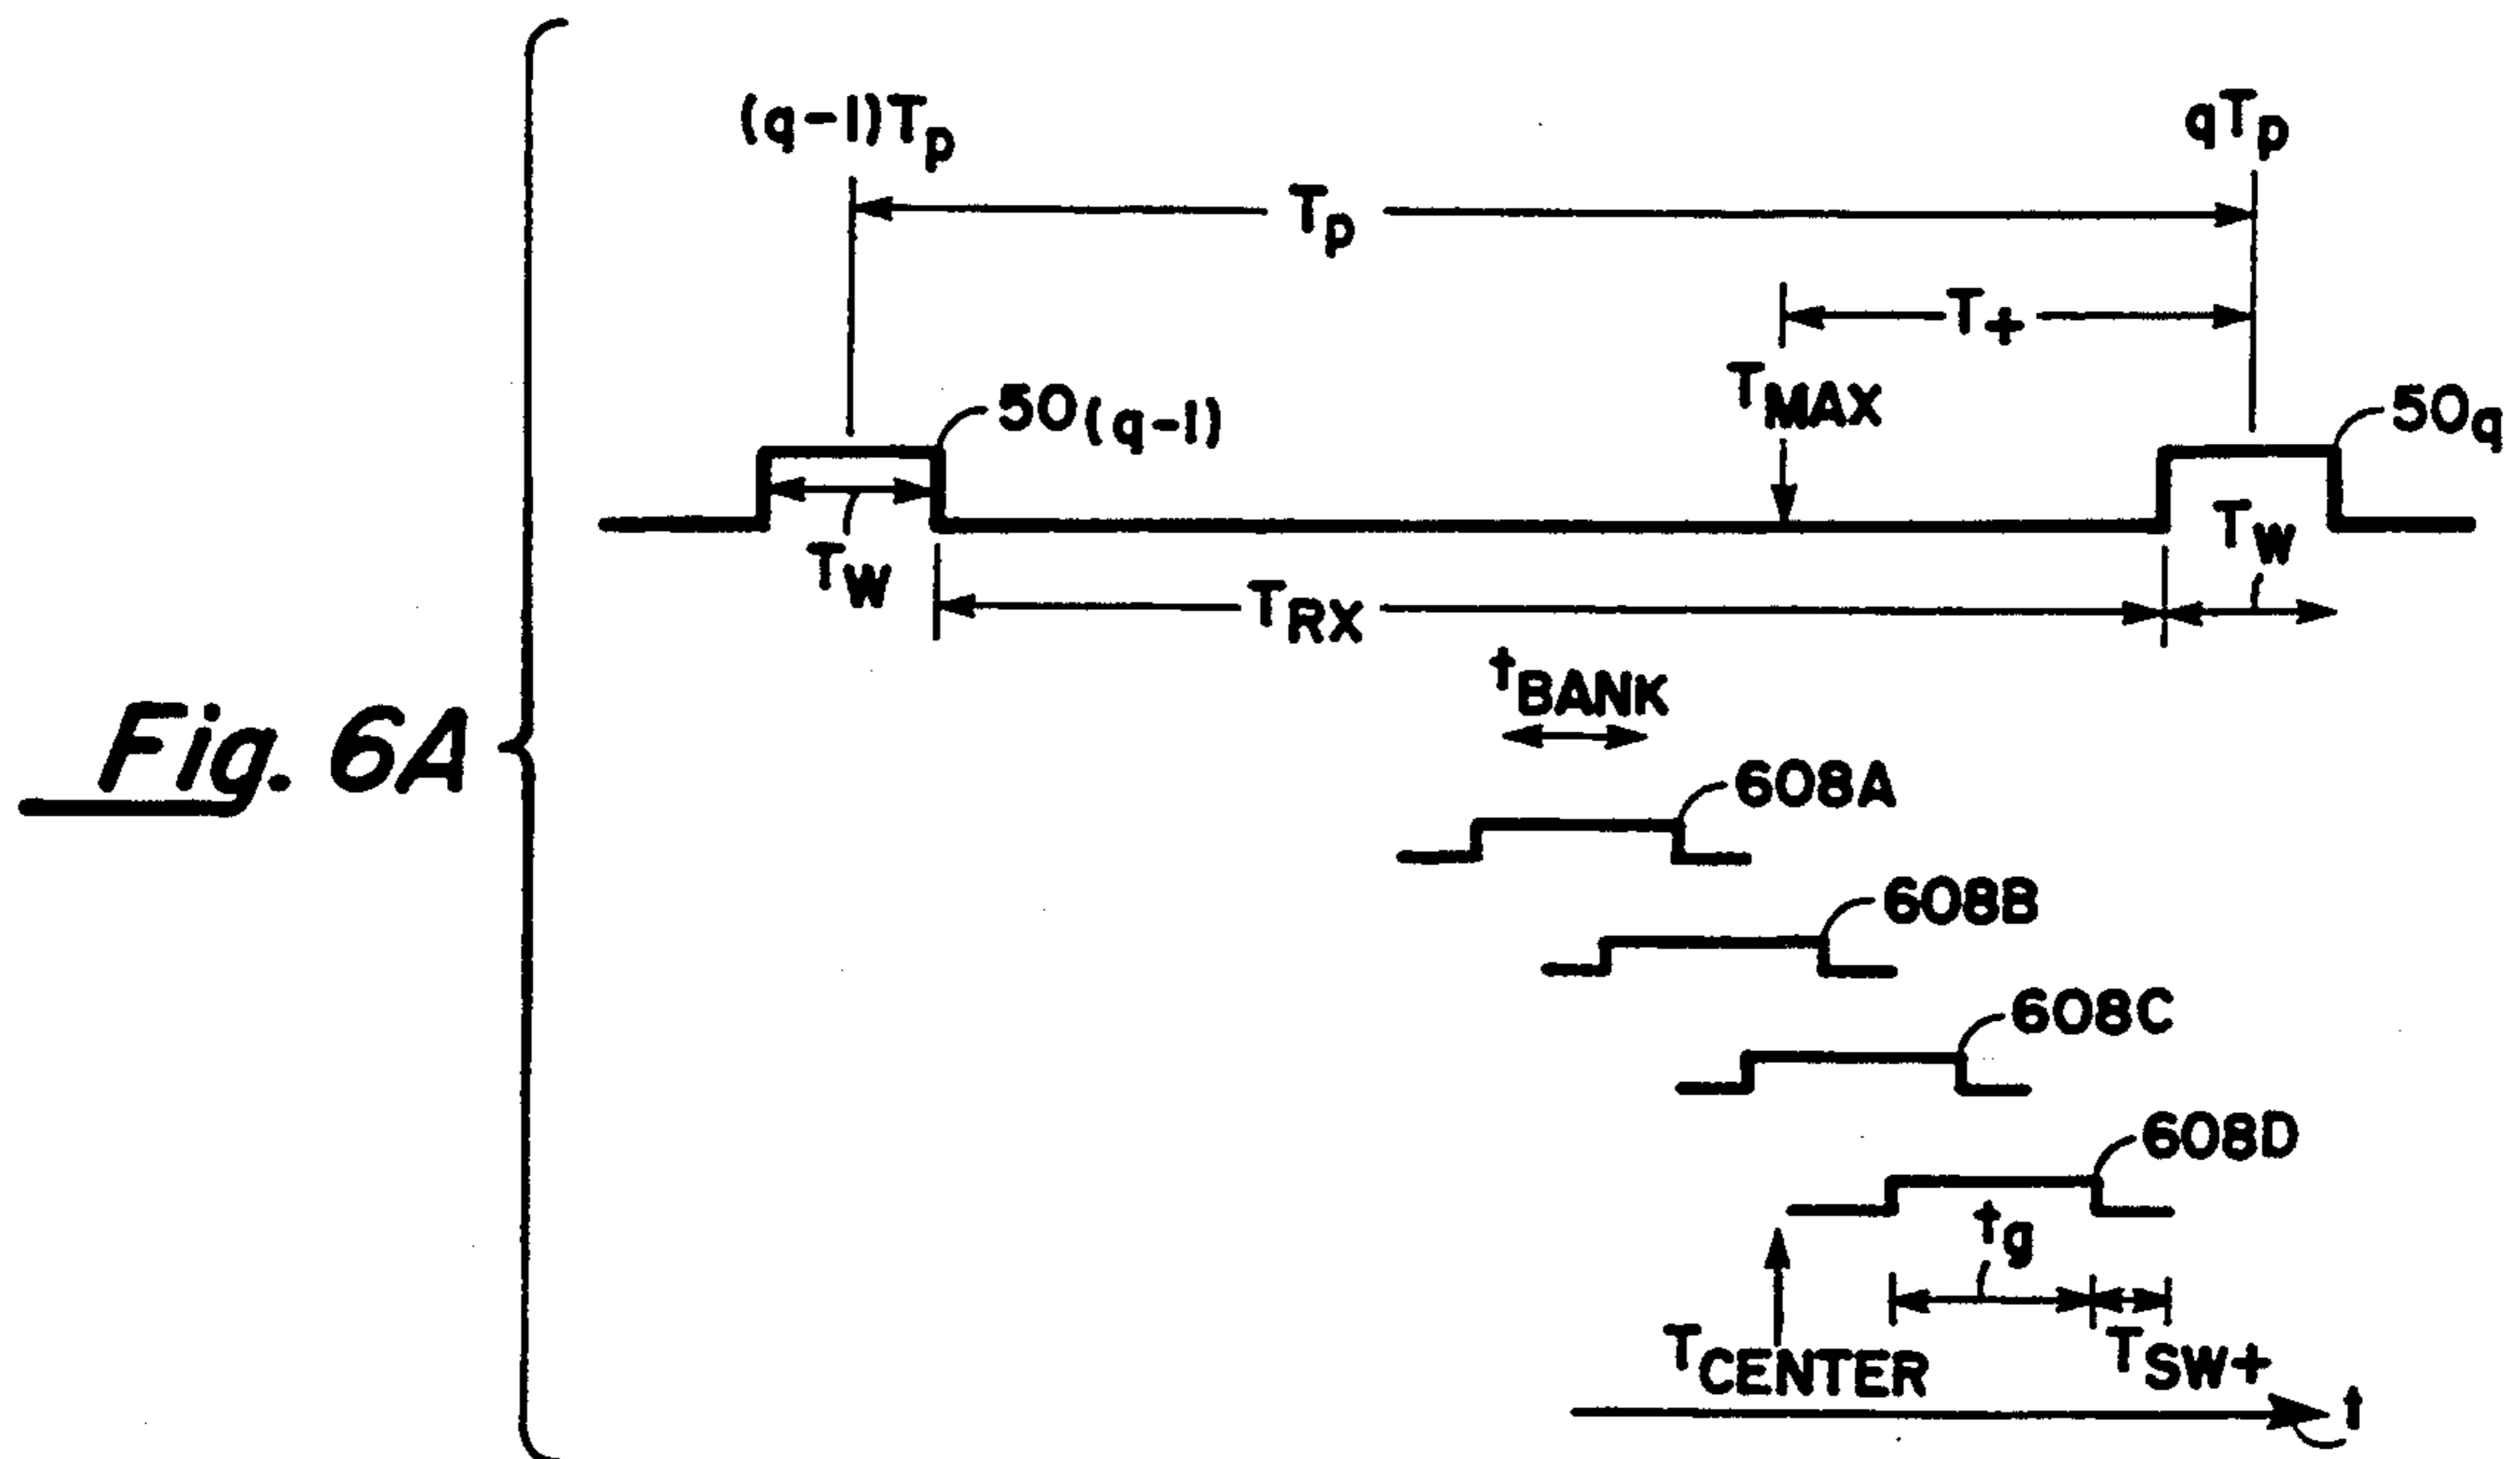 (q-1)Tp
qTp
Tp
T+
TMAX
50(q-1)
50q
TW
TW
TRX
tBANK
Fig. 6A
608A
608B
608C
608D
tg
TCENTER
TSW+
t